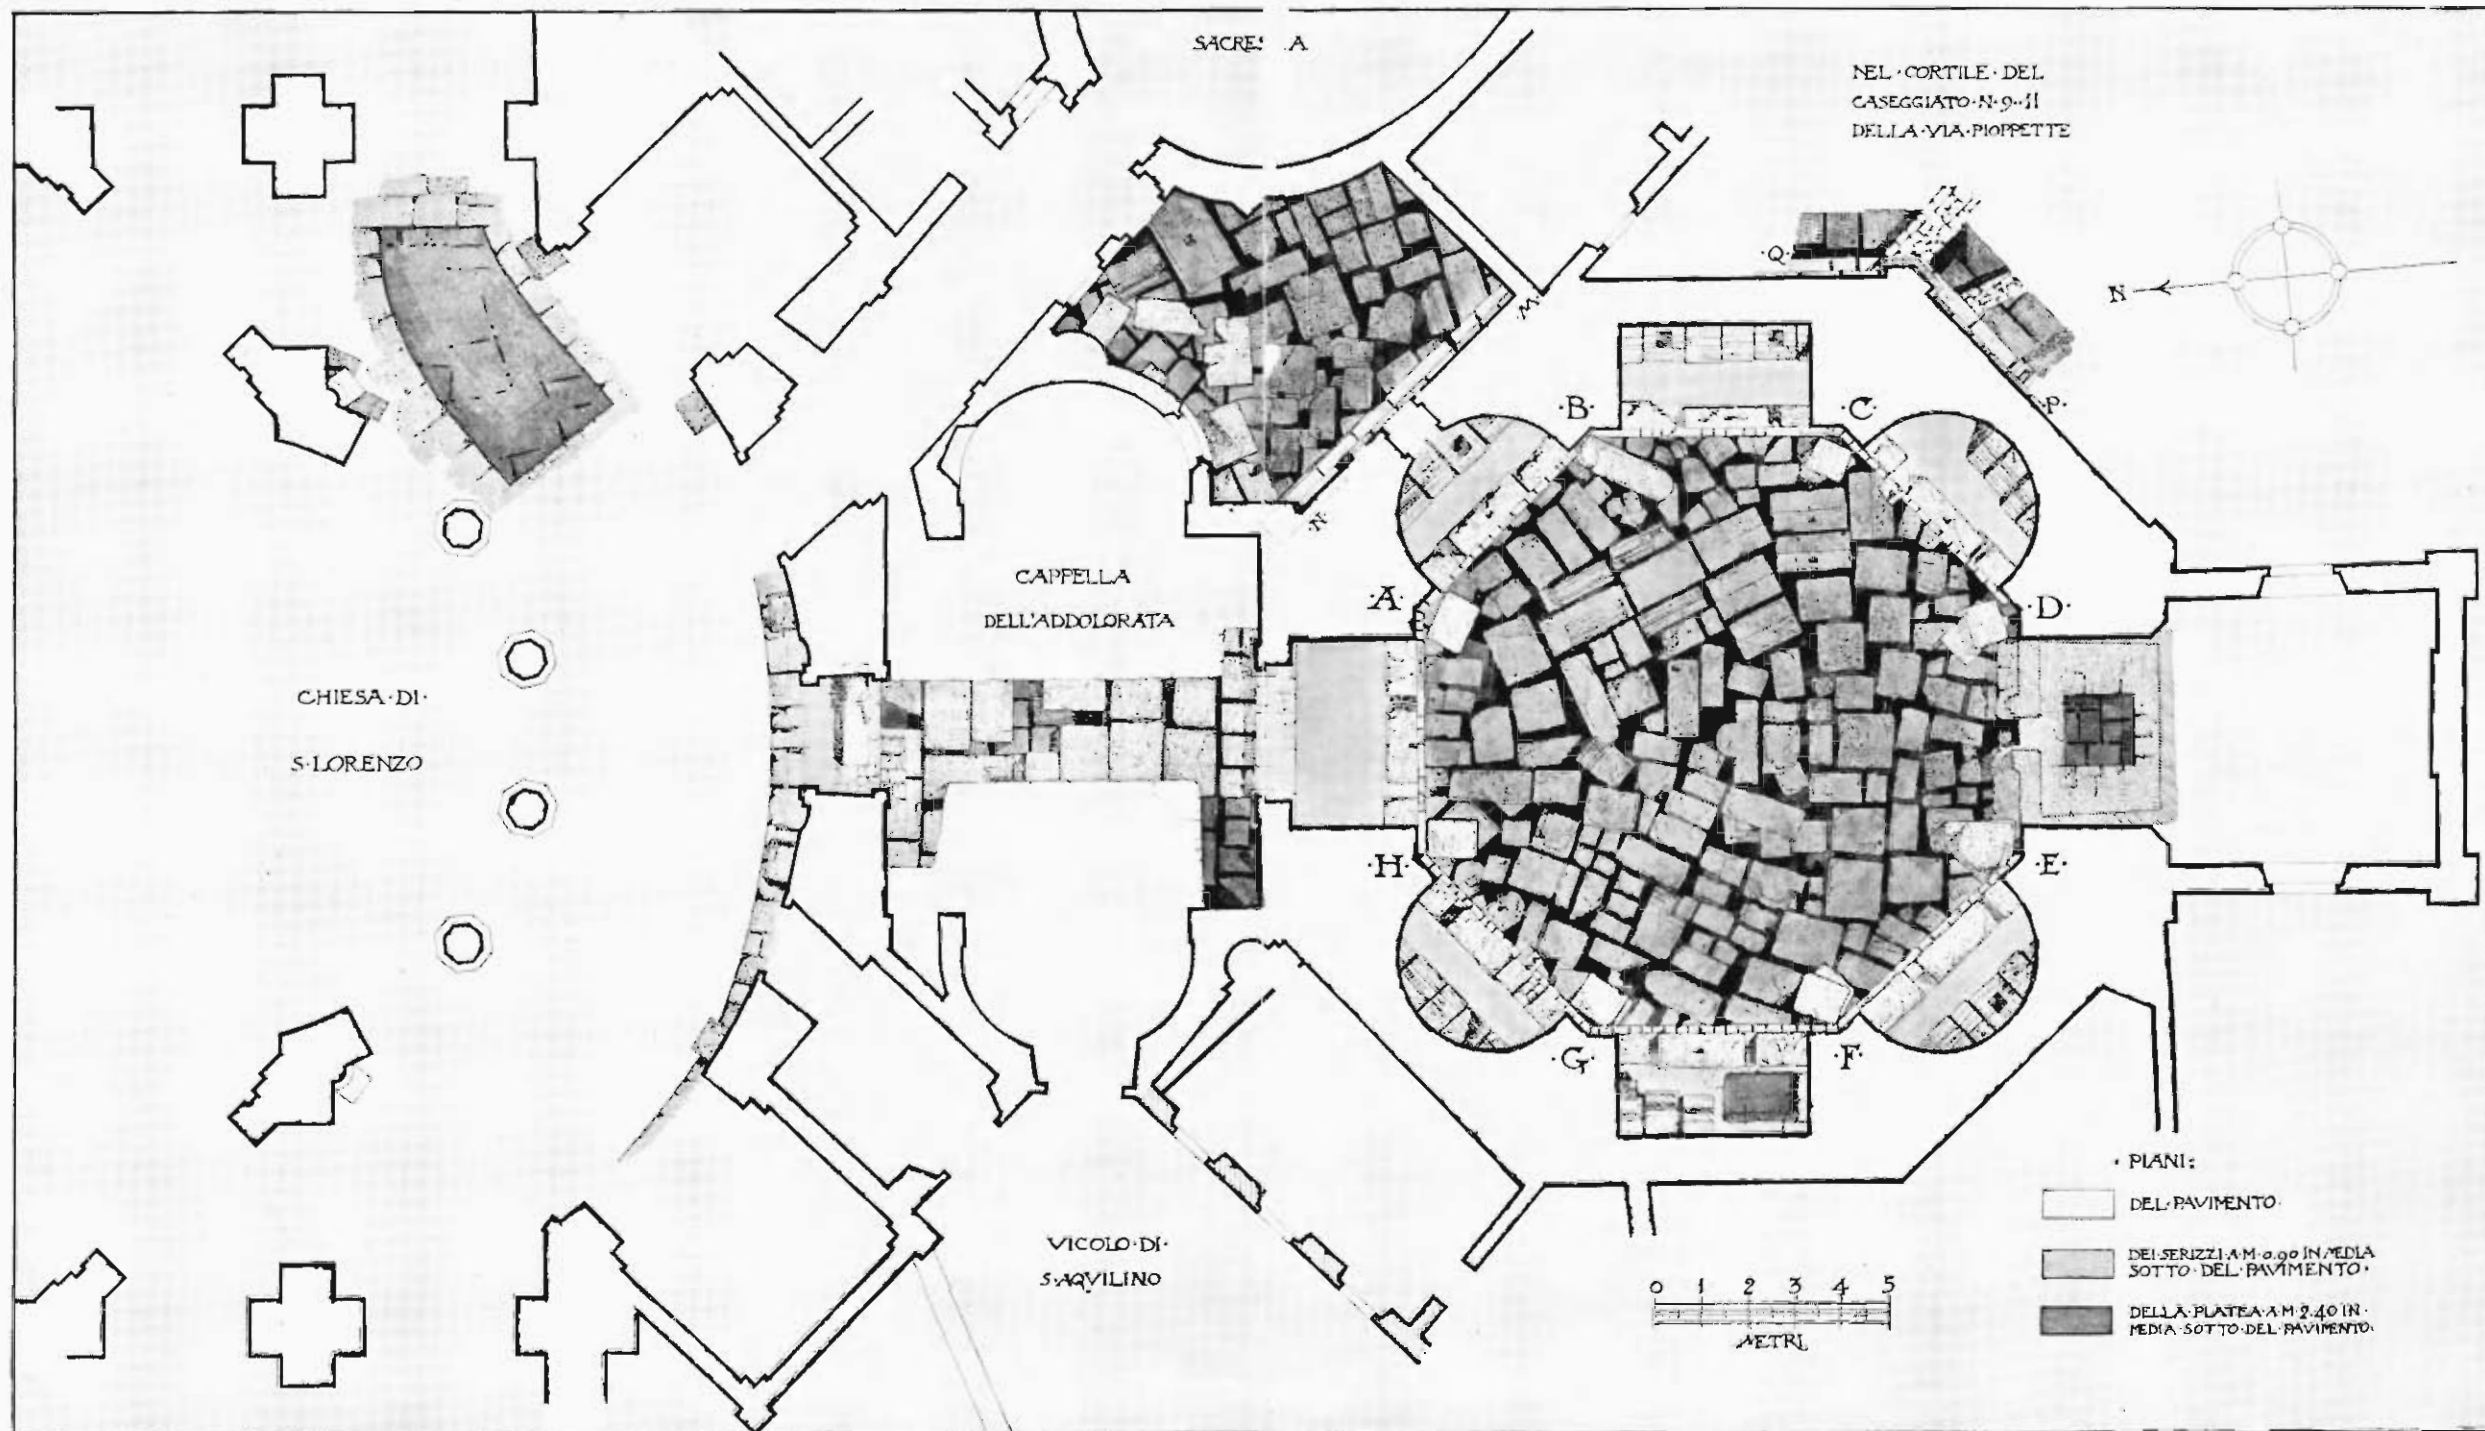 NEL·CORTILE·DEL
CASEGGIATO·N·9·11
DELLA·VIA·PIOPPETTE
·Q·
·M·
N
·P·
·B·
·C·
·N·
CAPPELLA
DELL'ADDOLORATA
·A·
·D·
CHIESA·DI·
S·LORENZO
·H·
·E·
·G·
·F·
·PIANI:
DEL·PAVIMENTO·
DEI·SERIZZI·A·M·0.90 IN MEDIA
SOTTO·DEL·PAVIMENTO·
DELLA·PLATEA·A·M·2.40 IN·
MEDIA·SOTTO·DEL·PAVIMENTO·
VICOLO·DI·
S·AQVILINO
0 1 2 3 4 5
METRI